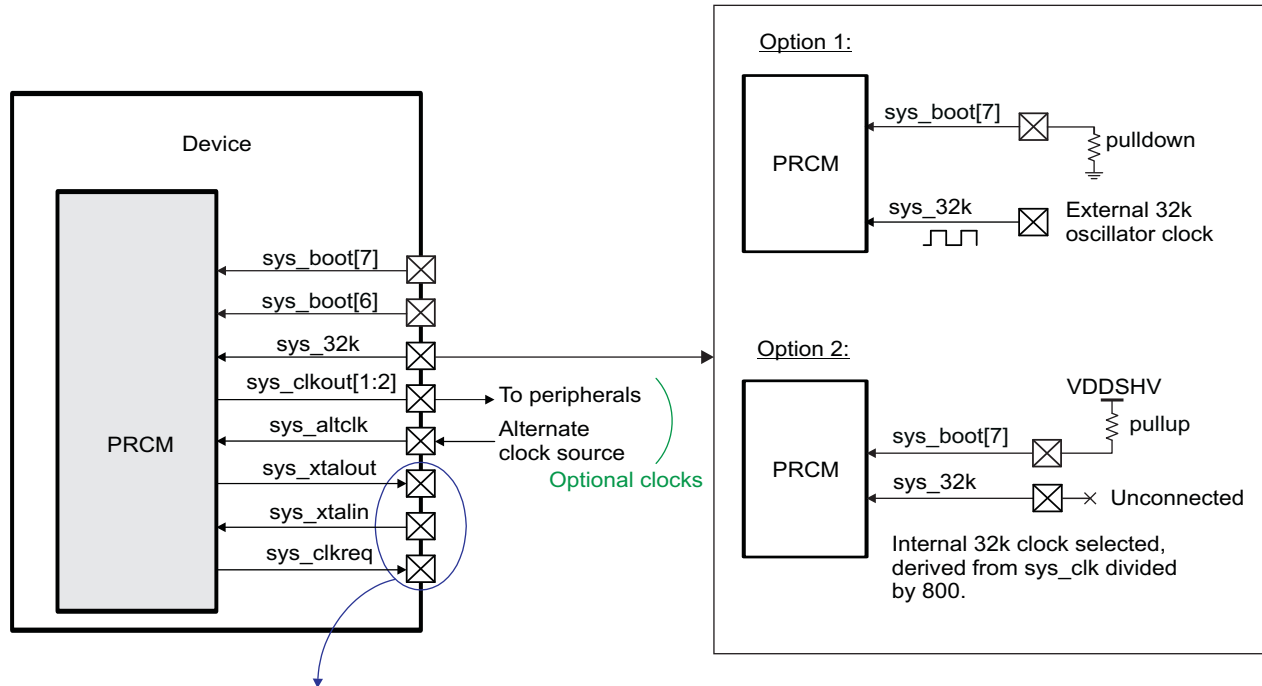 Device
PRCM
sys_boot[7]
sys_boot[6]
sys_32k
sys_clkout[1:2]
sys_altclk
sys_xtalout
sys_xtalin
sys_clkreq
To peripherals
Alternate
clock source
Optional clocks
Option 1:
PRCM
sys_boot[7]
pulldown
sys_32k
External 32k
oscillator clock
Option 2:
PRCM
VDDSHV
pullup
sys_boot[7]
sys_32k
Unconnected
Internal 32k clock selected,
derived from sys_clk divided
by 800.